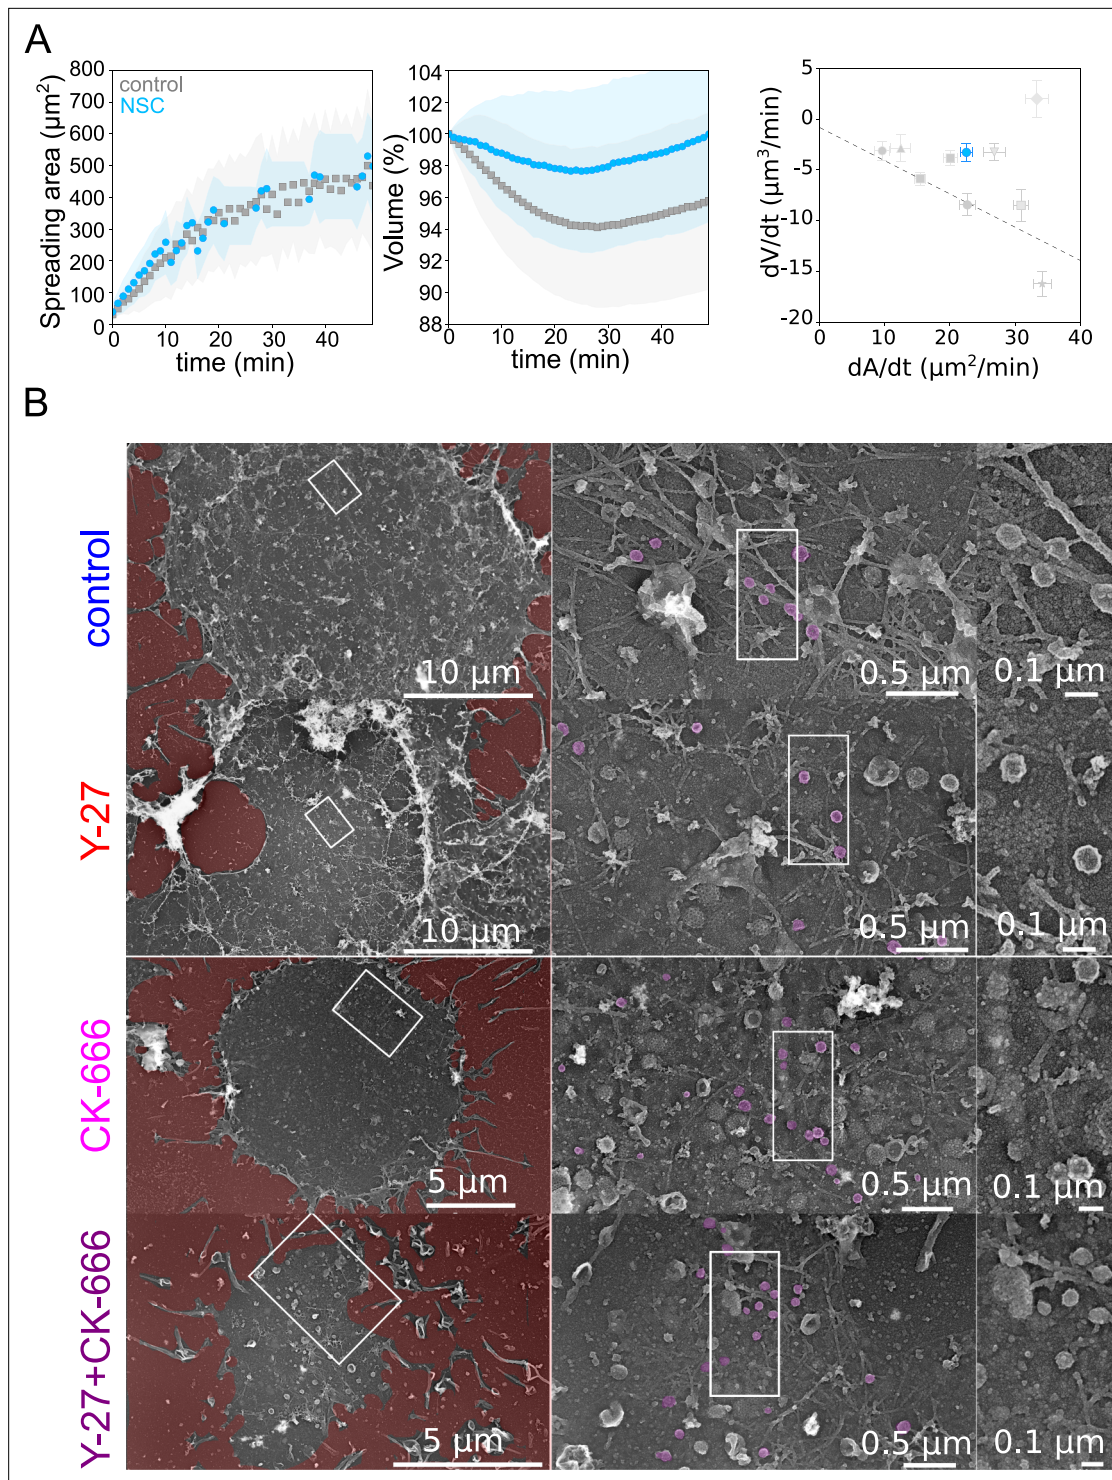 A
Spreading area (µm²)
800
700
600
500
400
300
200
100
0
control
NSC
0
10
20
30
40
time (min)
Volume (%)
104
102
100
98
96
94
92
90
88
0
10
20
30
40
time (min)
dV/dt (µm³/min)
5
0
-5
-10
-15
-20
0
10
20
30
40
dA/dt (µm²/min)
B
control
10 µm
0.5 µm
0.1 µm
Y-27
10 µm
0.5 µm
0.1 µm
CK-666
5 µm
0.5 µm
0.1 µm
Y-27+CK-666
5 µm
0.5 µm
0.1 µm